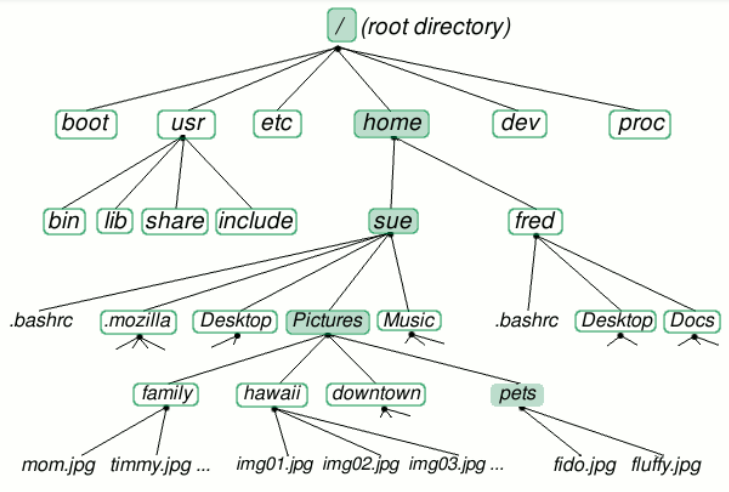 / (root directory)
boot usr etc home dev proc
bin lib share include sue fred
.bashrc .mozilla Desktop Pictures Music .bashrc Desktop Docs
family hawaii downtown pets
mom.jpg timmy.jpg ... img01.jpg img02.jpg img03.jpg ... fido.jpg fluffy.jpg